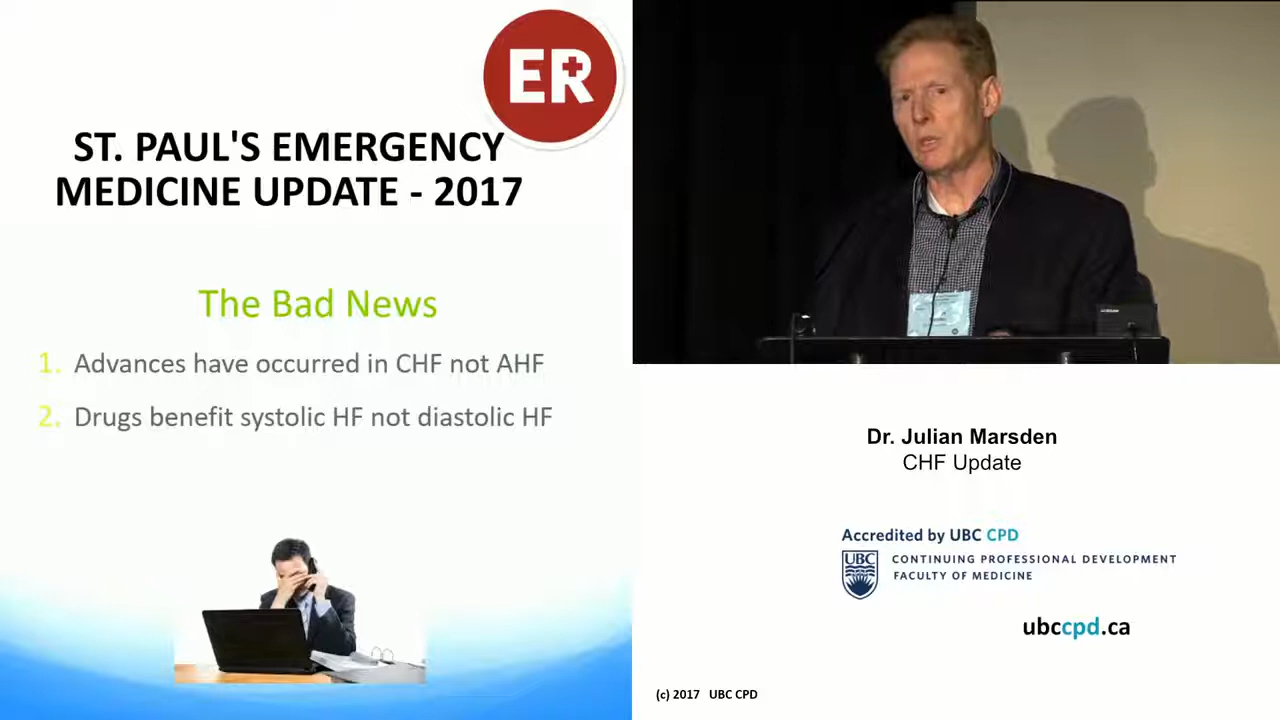 ER
ST. PAUL'S EMERGENCY
MEDICINE UPDATE - 2017
The Bad News
1. Advances have occurred in CHF not AHF
2. Drugs benefit systolic HF not diastolic HF
Dr. Julian Marsden
CHF Update
Accredited by UBC CPD
UBC
CONTINUING PROFESSIONAL DEVELOPMENT
FACULTY OF MEDICINE
ubccpd.ca
(c) 2017 UBC CPD